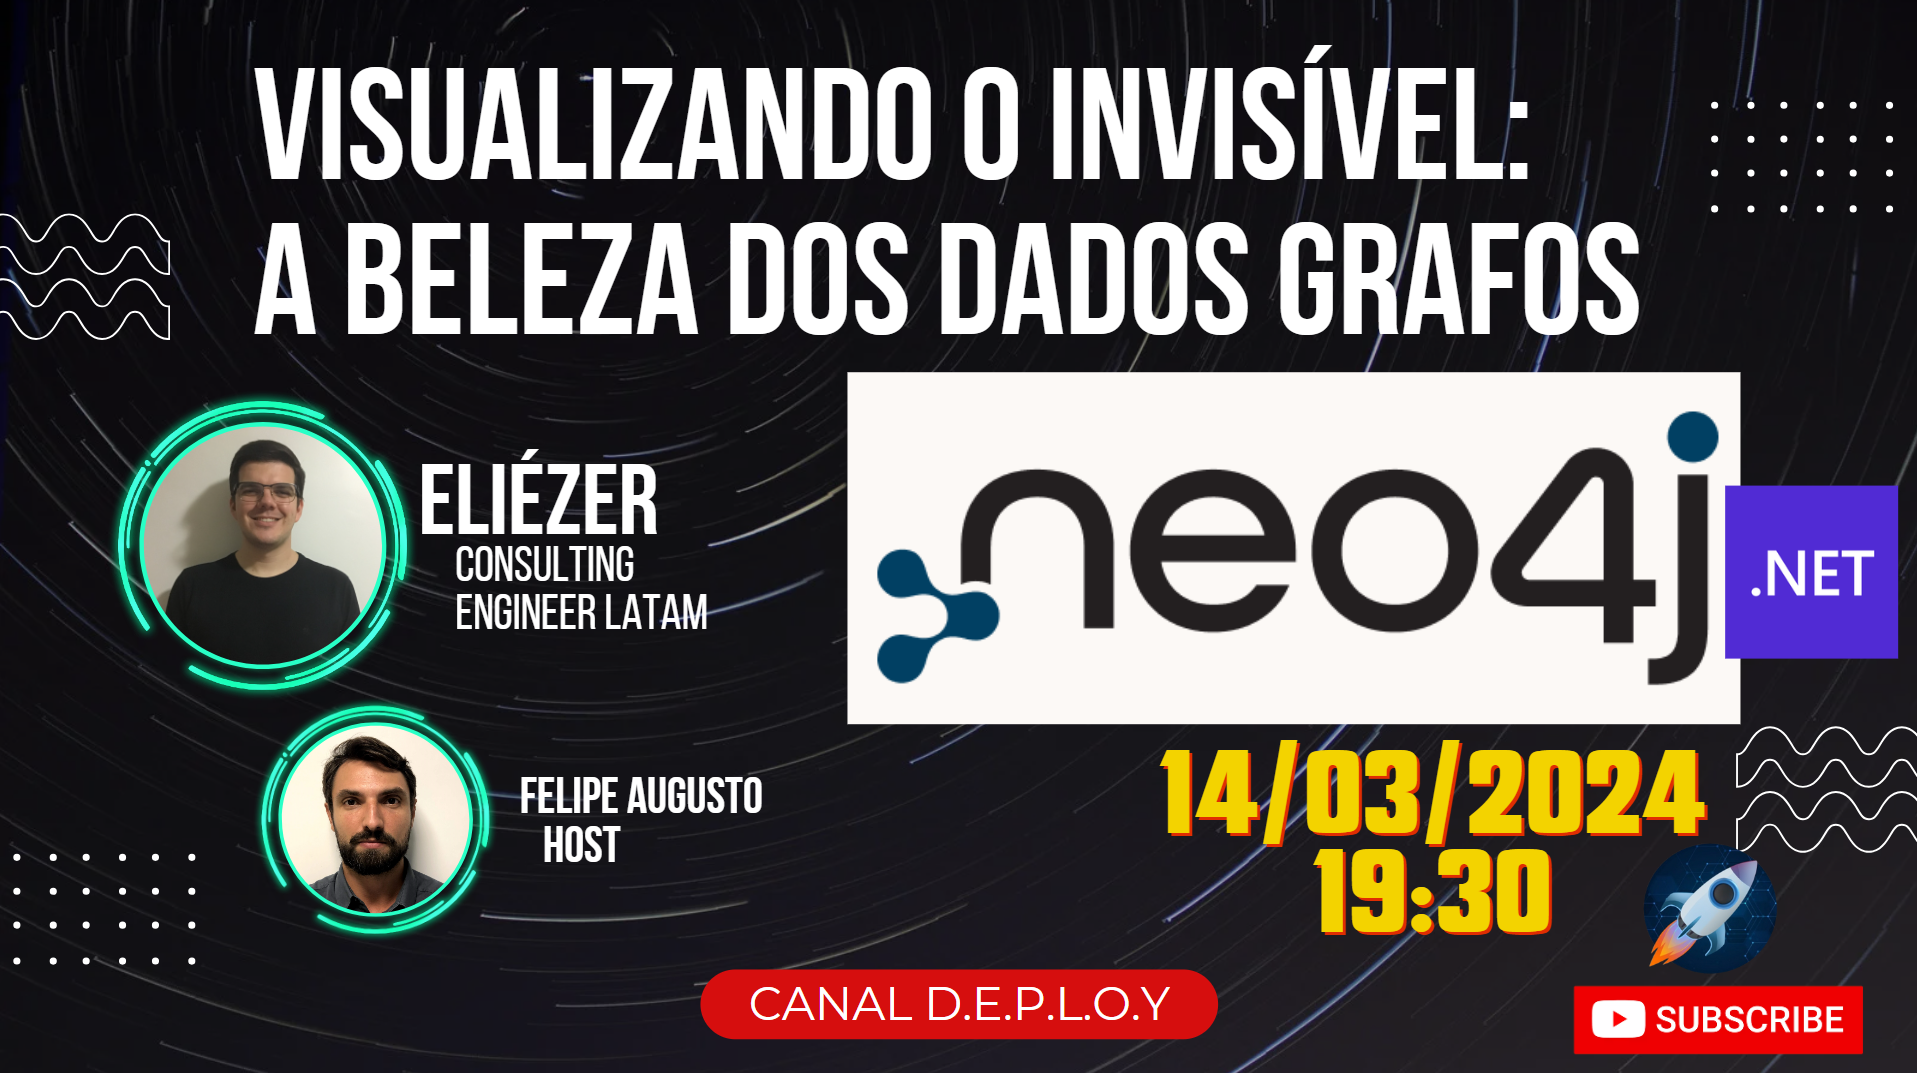 VISUALIZANDO O INVISÍVEL:
A BELEZA DOS DADOS GRAFOS
ELIÉZER
CONSULTING
ENGINEER LATAM
neo4j
.NET
FELIPE AUGUSTO
HOST
14/03/2024
19:30
CANAL D.E.P.L.O.Y
SUBSCRIBE